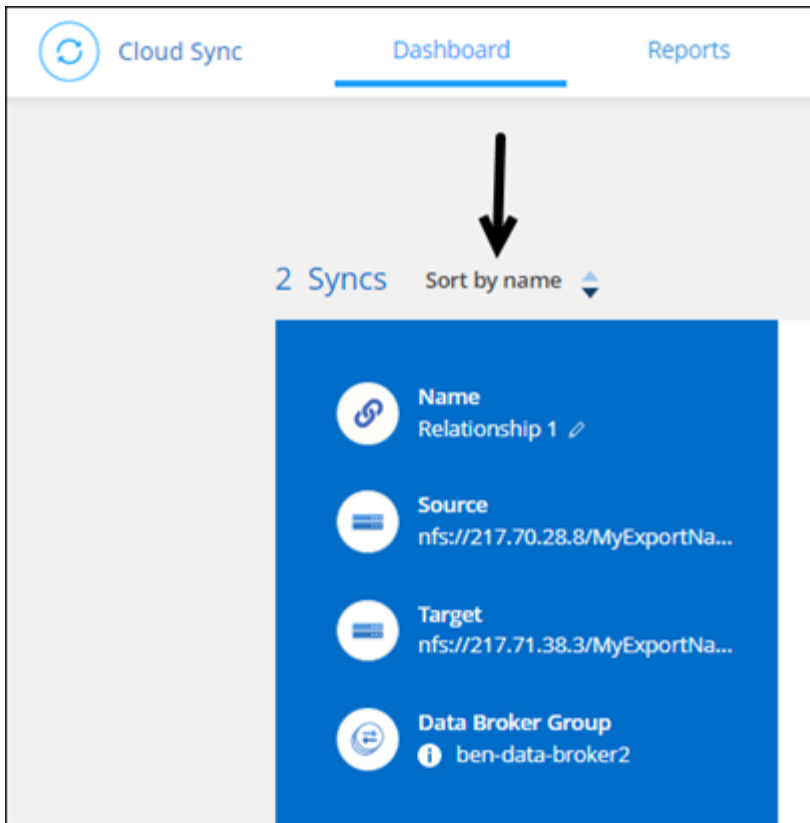 Cloud Sync Dashboard Reports
2 Syncs Sort by name
Name
Relationship 1
Source
nfs://217.70.28.8/MyExportNa...
Target
nfs://217.71.38.3/MyExportNa...
Data Broker Group
ben-data-broker2